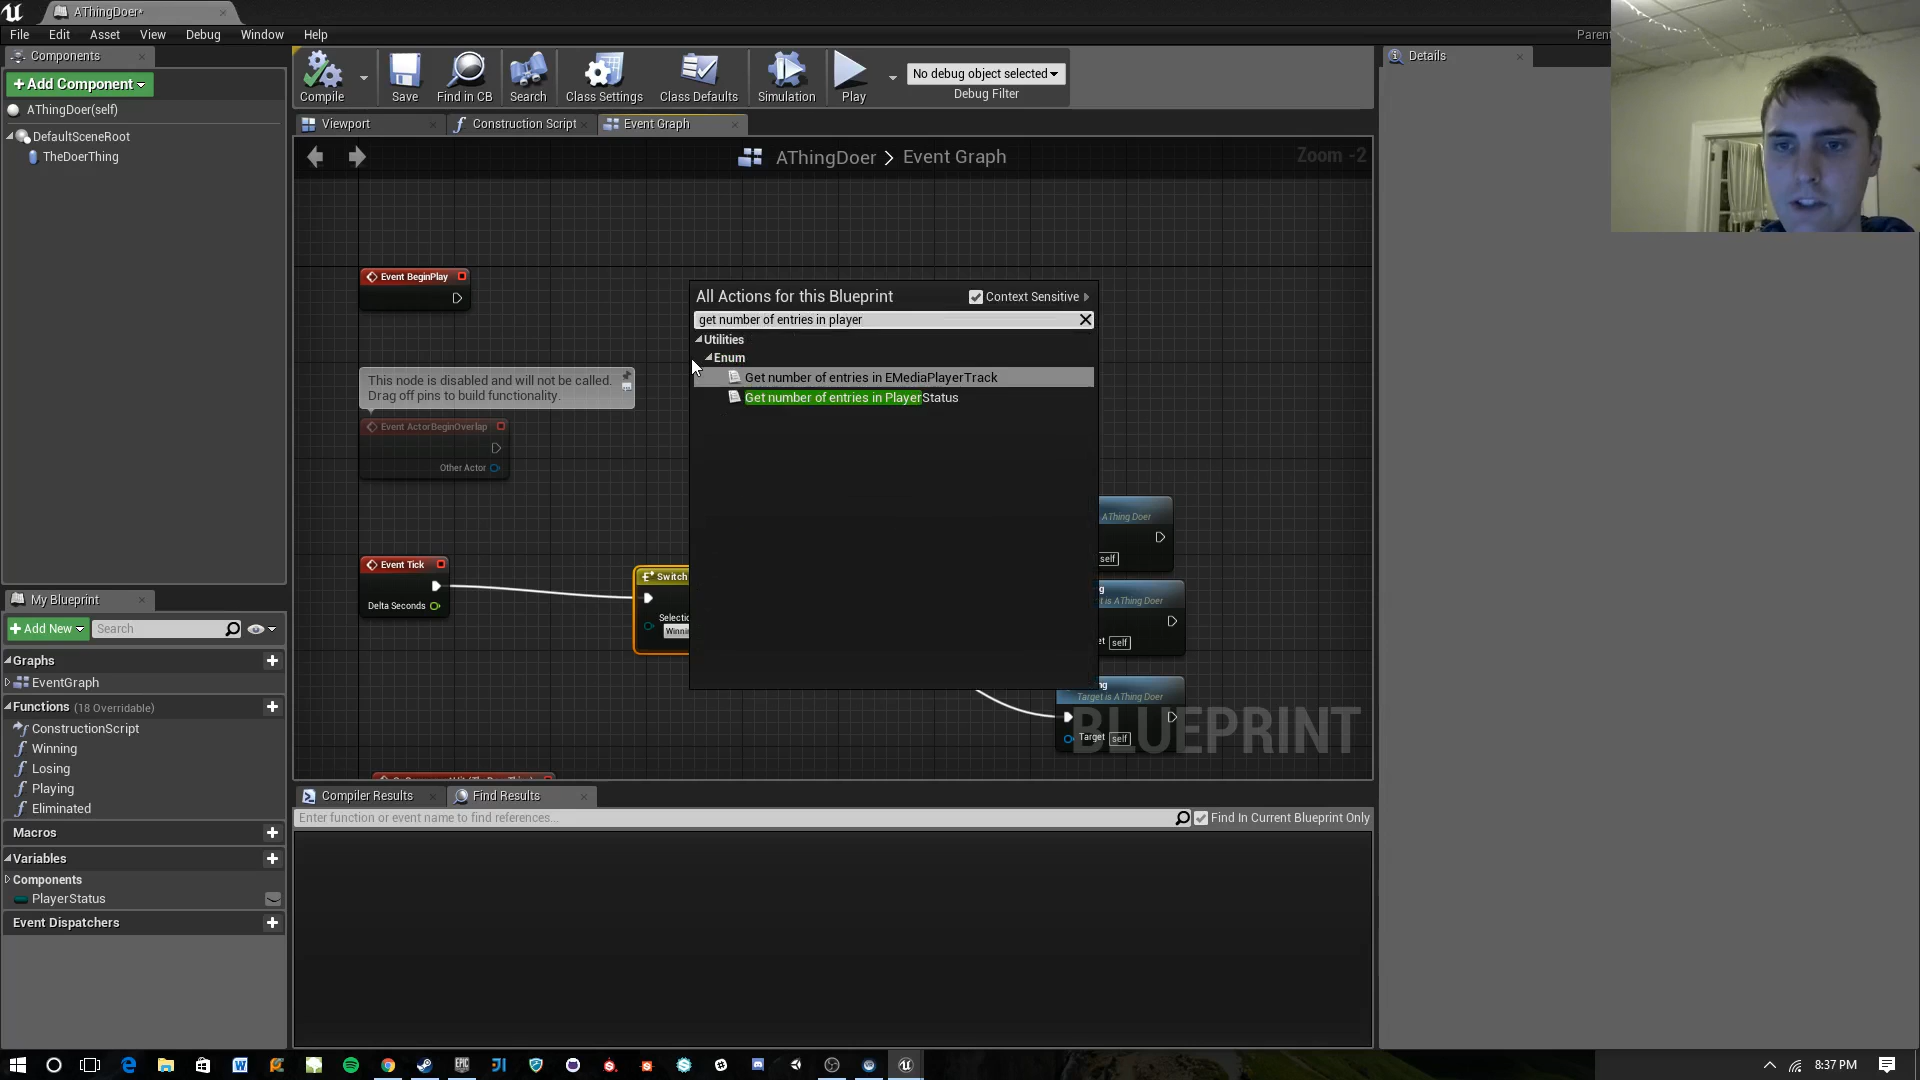 AThingDoer*
File Edit Asset View Debug Window Help
Parent
Components
+Add Component
AThingDoer(self)
DefaultSceneRoot
TheDoerThing
Compile
Save
Find in CB
Search
Class Settings
Class Defaults
Simulation
Play
No debug object selected
Debug Filter
Details
Viewport
Construction Script
Event Graph
AThingDoer > Event Graph
Zoom -2
Event BeginPlay
This node is disabled and will not be called.
Drag off pins to build functionality.
Event ActorBeginOverlap
Other Actor
Event Tick
Delta Seconds
Switch
All Actions for this Blueprint
Context Sensitive
get number of entries in player
Utilities
Enum
Get number of entries in EMediaPlayerTrack
Get number of entries in PlayerStatus
AThing Doer
self
is AThing Doer
self
Target is AThing Doer
Target self
BLUEPRINT
My Blueprint
+Add New
Search
Graphs
EventGraph
Functions (18 Overridable)
ConstructionScript
Winning
Losing
Playing
Eliminated
Macros
Variables
Components
PlayerStatus
Event Dispatchers
Compiler Results
Find Results
Enter function or event name to find references...
Find In Current Blueprint Only
8:37 PM